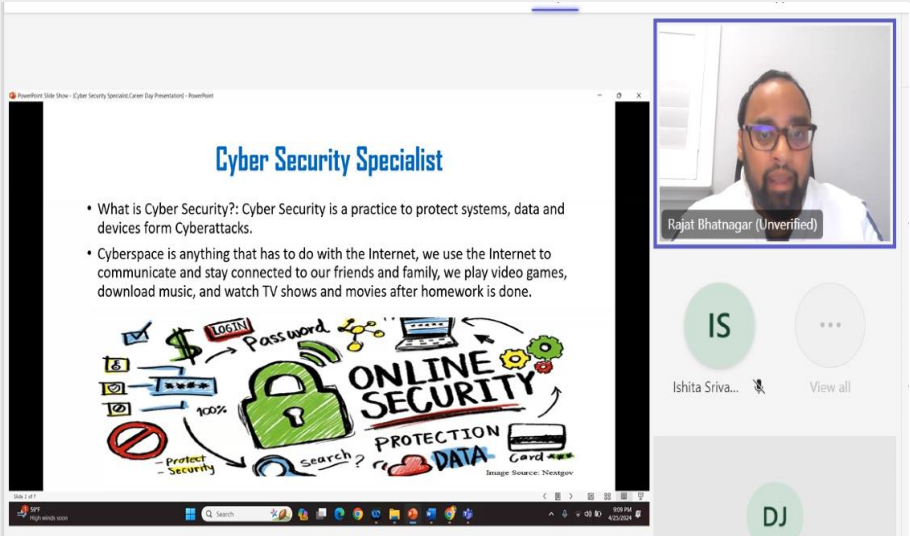 PowerPoint Slide Show - [Cyber Security Specialist.Career Day Presentation] - PowerPoint
Cyber Security Specialist
• What is Cyber Security?: Cyber Security is a practice to protect systems, data and
devices form Cyberattacks.
• Cyberspace is anything that has to do with the Internet, we use the Internet to
communicate and stay connected to our friends and family, we play video games,
download music, and watch TV shows and movies after homework is done.
LOGIN
Password
$
****
100%
ONLINE
SECURITY
PROTECTION
- Protect
- Security
search?
DATA
Card ***
Image Source: Nextgov
Slide 2 of 7
59°F
High winds soon
Search
9:09 PM
4/25/2024
Rajat Bhatnagar (Unverified)
IS
Ishita Sriva...
View all
DJ